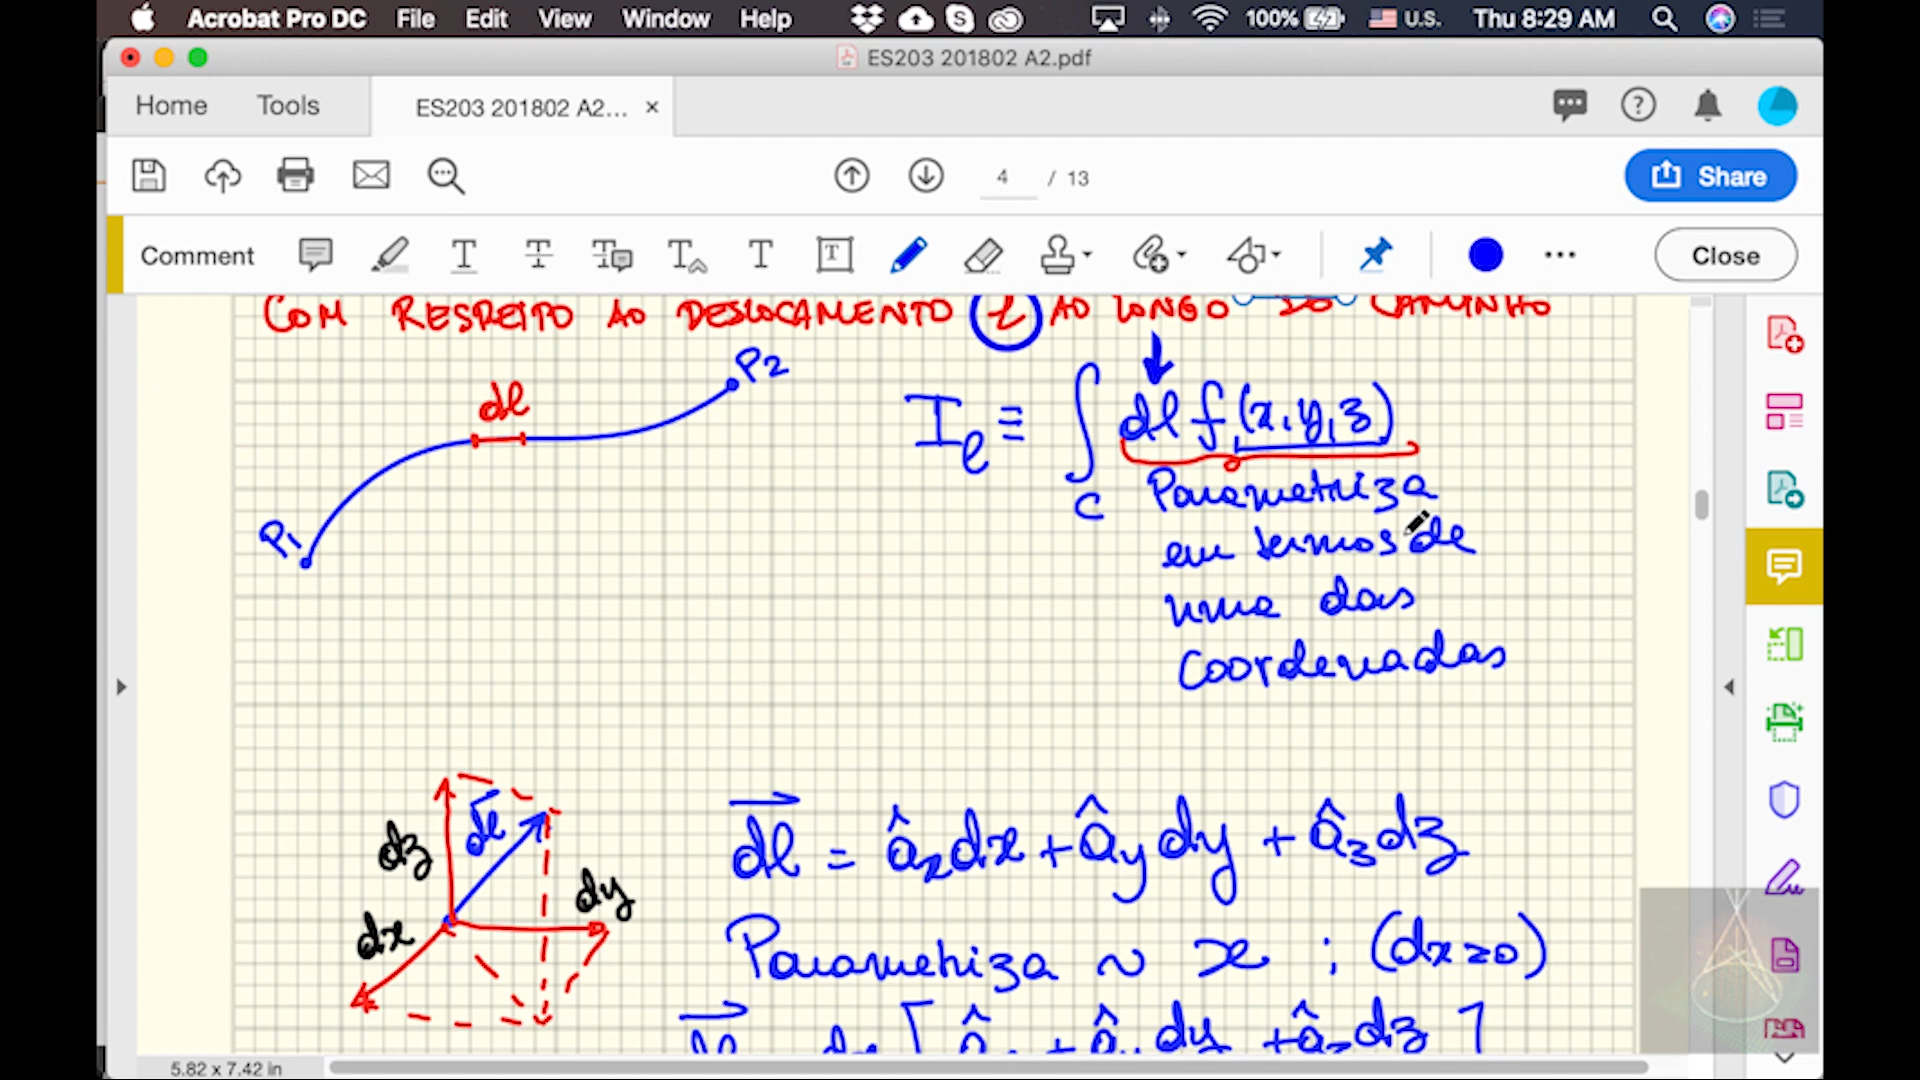 Acrobat Pro DC File Edit View Window Help 100% U.S. Thu 8:29 AM
ES203 201802 A2.pdf
Home Tools ES203 201802 A2... ×
4 / 13 Share
Comment Close
COM RESPEITO AO DESLOCAMENTO l AO LONGO DO CAMINHO
P1 dl P2
I_l ≡ ∫_C dl f(x,y,z)
Parametriza
em termos de
uma das
coordenadas
dz dl dy dx
dl = âx dx + ây dy + âz dz
Parametriza ~ x ; (dx≥0)
5.82 x 7.42 in